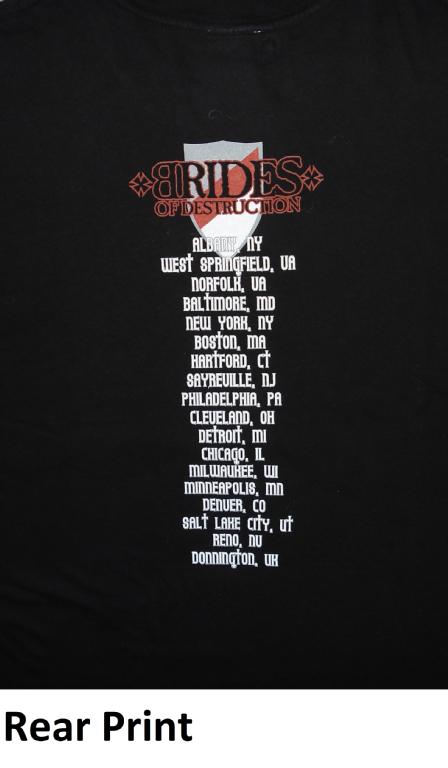 BRIDES
OF DESTRUCTION
ALBANY, NY
WEST SPRINGFIELD, VA
NORFOLK, VA
BALTIMORE, MD
NEW YORK, NY
BOSTON, MA
HARTFORD, CT
SAYREVILLE, NJ
PHILADELPHIA, PA
CLEVELAND, OH
DETROIT, MI
CHICAGO, IL
MILWAUKEE, WI
MINNEAPOLIS, MN
DENVER, CO
SALT LAKE CITY, UT
RENO, NV
DONNINGTON, UK
Rear Print